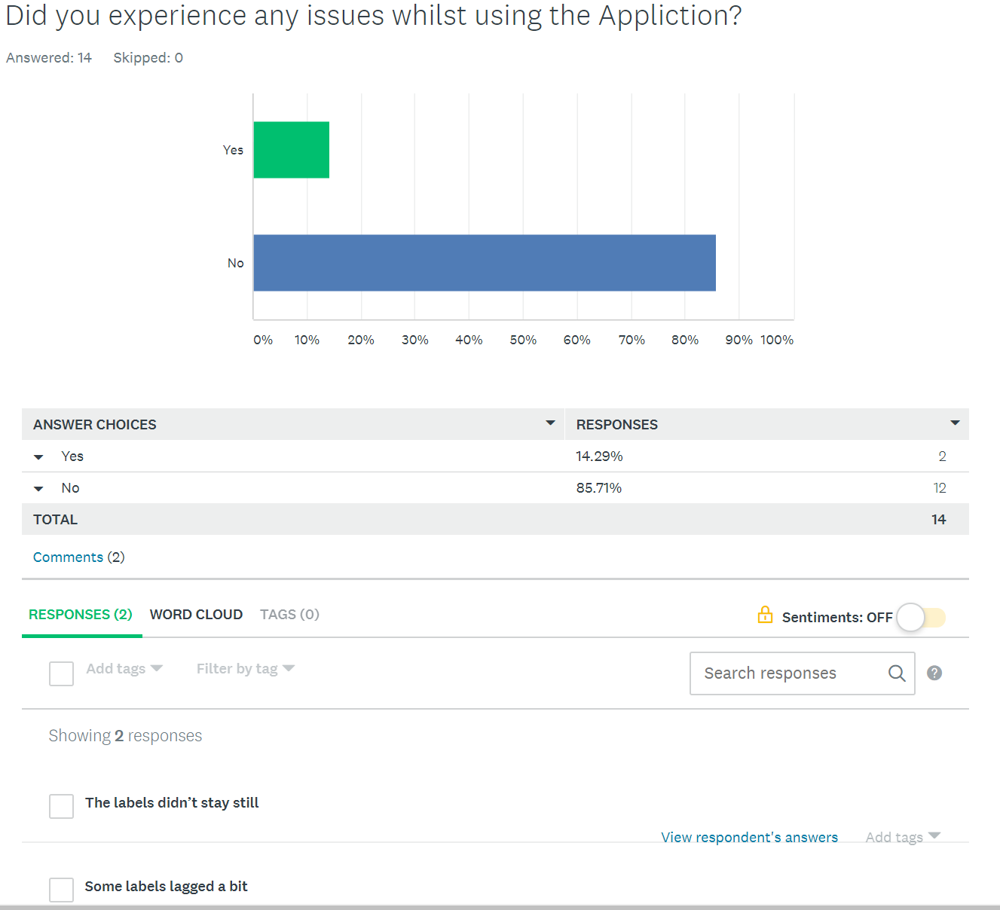 Did you experience any issues whilst using the Appliction?
Answered: 14 Skipped: 0
Yes
No
0% 10% 20% 30% 40% 50% 60% 70% 80% 90% 100%
ANSWER CHOICES RESPONSES
Yes 14.29% 2
No 85.71% 12
TOTAL 14
Comments (2)
RESPONSES (2) WORD CLOUD TAGS (0) Sentiments: OFF
Add tags Filter by tag Search responses ?
Showing 2 responses
The labels didn’t stay still
View respondent's answers Add tags
Some labels lagged a bit